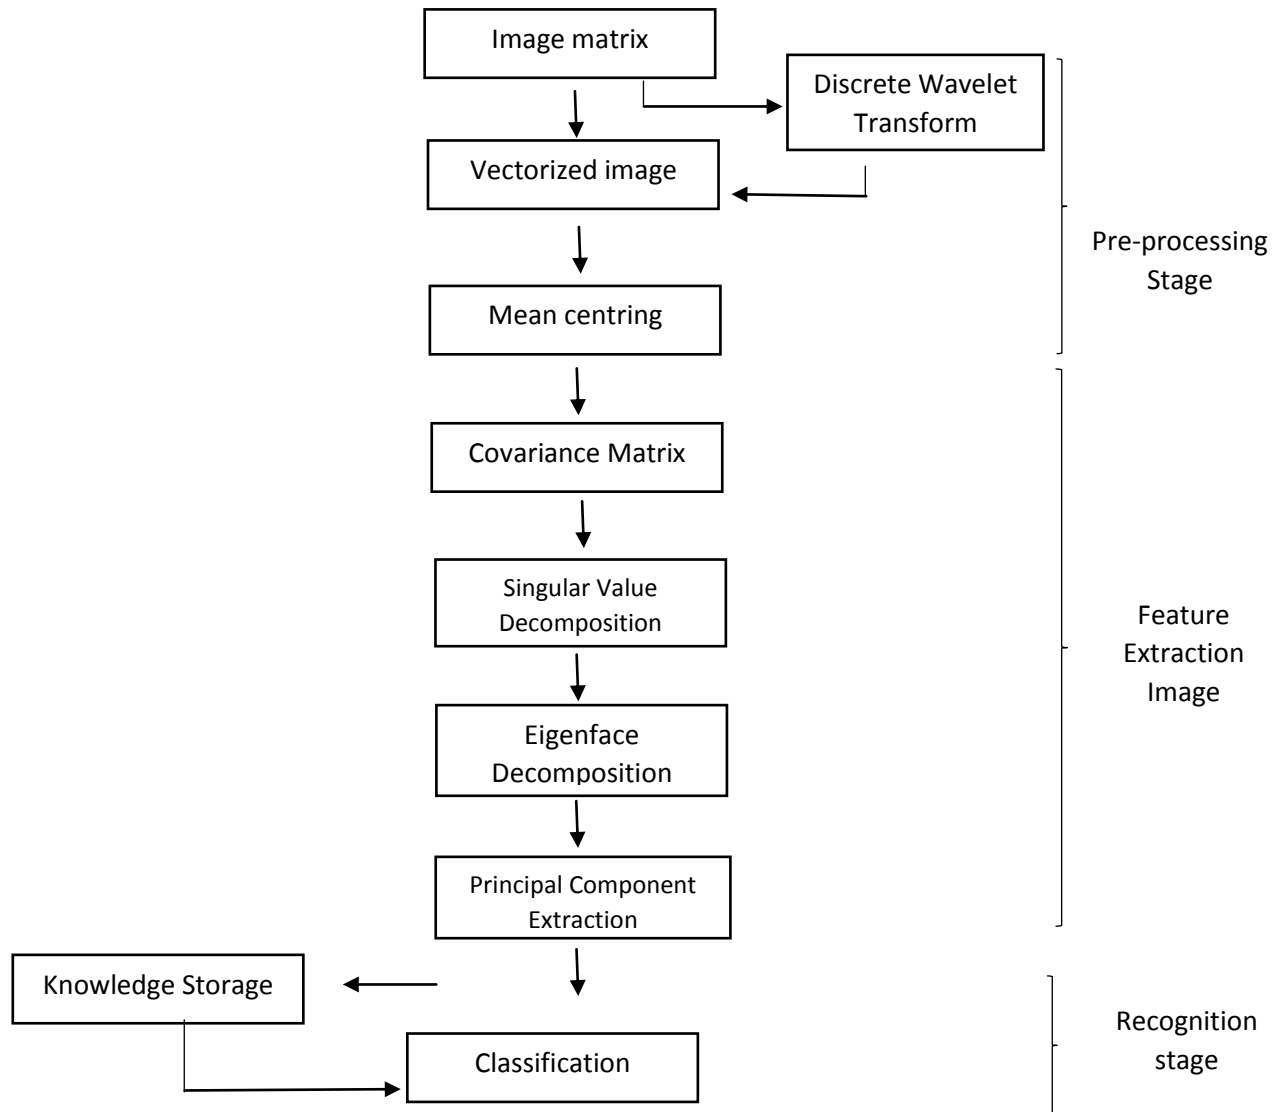 Image matrix
Discrete Wavelet
Transform
Vectorized image
Pre-processing
Stage
Mean centring
Covariance Matrix
Singular Value
Decomposition
Feature
Extraction
Image
Eigenface
Decomposition
Principal Component
Extraction
Knowledge Storage
Recognition
stage
Classification